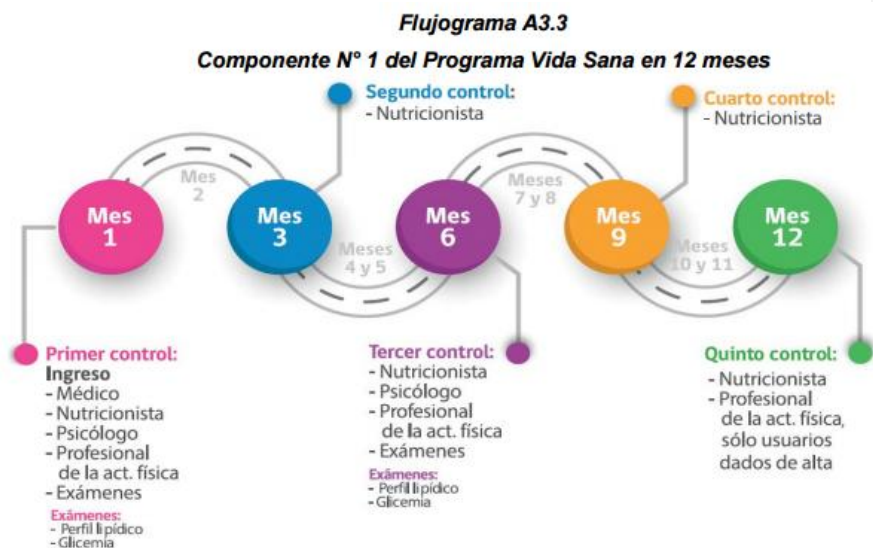 Flujograma A3.3
Componente N° 1 del Programa Vida Sana en 12 meses
Segundo control:
- Nutricionista
Cuarto control:
- Nutricionista
Mes
1
Mes
2
Mes
3
Meses
4 y 5
Mes
6
Meses
7 y 8
Mes
9
Meses
10 y 11
Mes
12
Primer control:
Ingreso
- Médico
- Nutricionista
- Psicólogo
- Profesional
de la act. física
- Exámenes
Exámenes:
- Perfil lipídico
- Glicemia
Tercer control:
- Nutricionista
- Psicólogo
- Profesional
de la act. física
- Exámenes
Exámenes:
- Perfil lipídico
- Glicemia
Quinto control:
- Nutricionista
- Profesional
de la act. física,
sólo usuarios
dados de alta